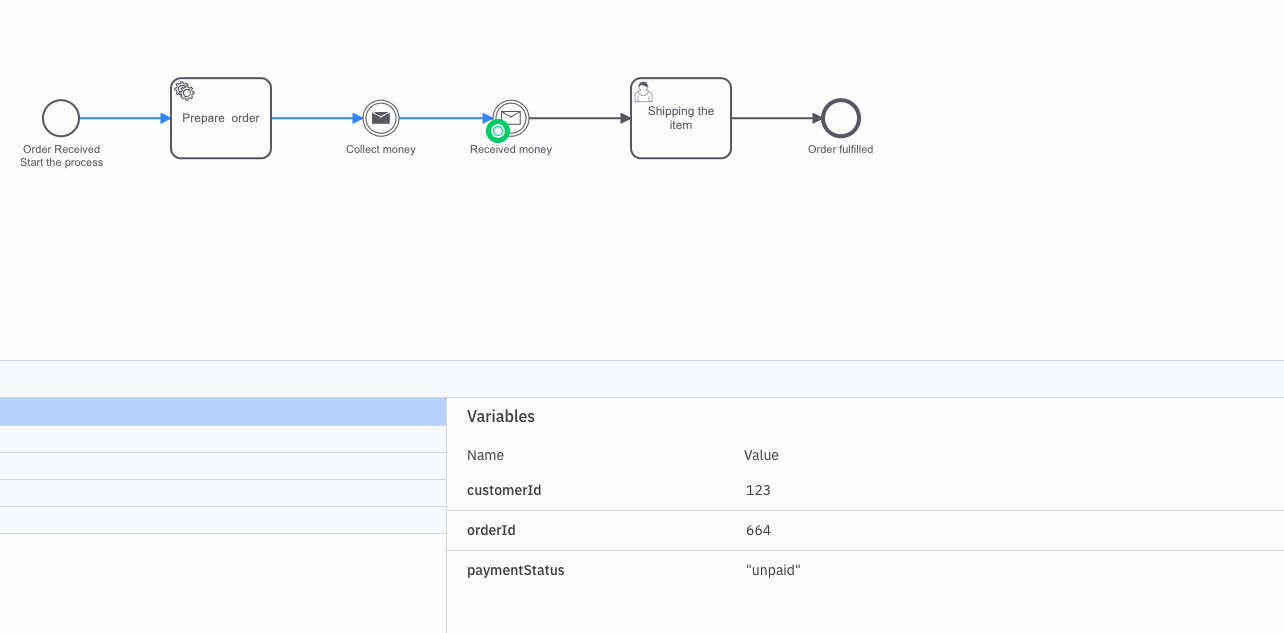 Order Received
Start the process
Prepare order
Collect money
Received money
Shipping the
item
Order fulfilled
Variables
Name Value
customerId 123
orderId 664
paymentStatus "unpaid"